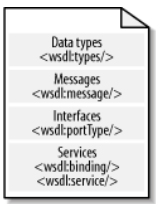 Data types
<wsdl:types/>
Messages
<wsdl:message/>
Interfaces
<wsdl:portType/>
Services
<wsdl:binding/>
<wsdl:service/>